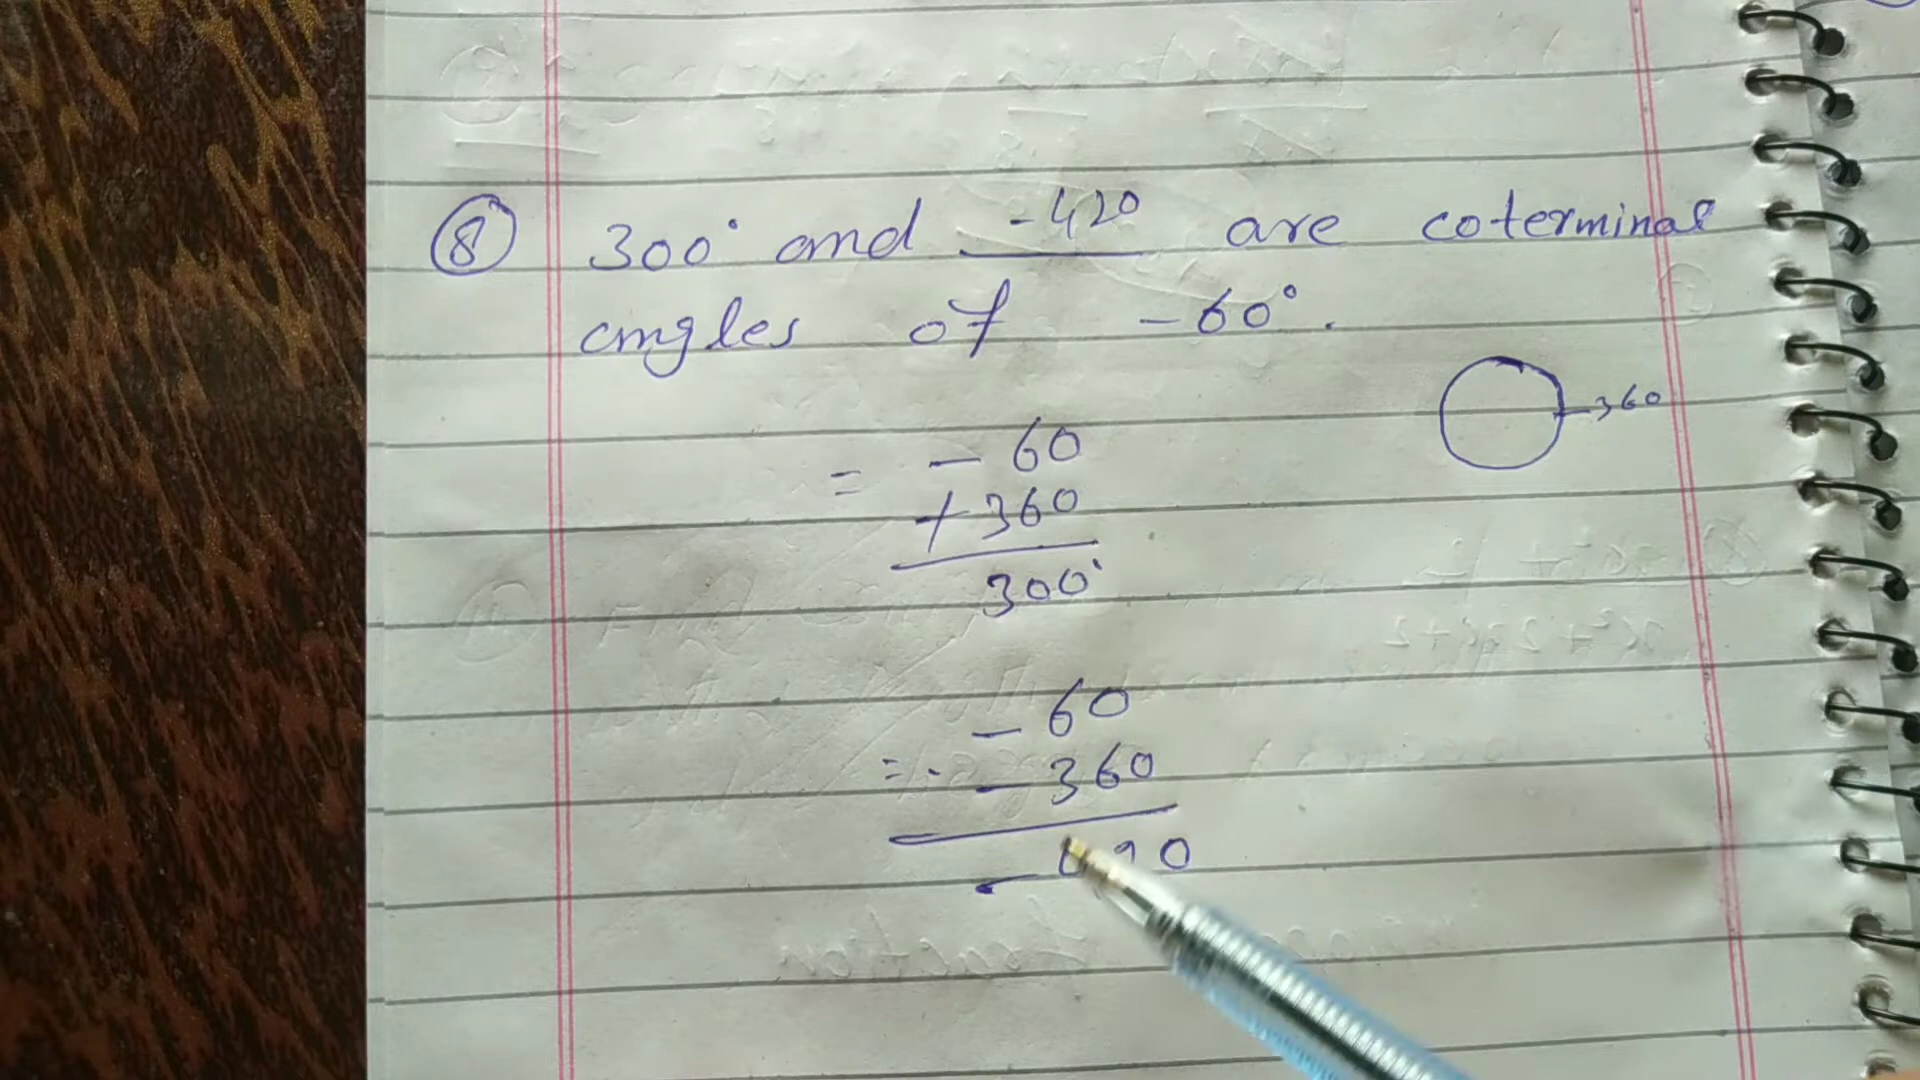 ⑧ 300° and -420 are coterminal
angles of -60°.
360
= - 60
+ 360
300°
- 60
= - 360